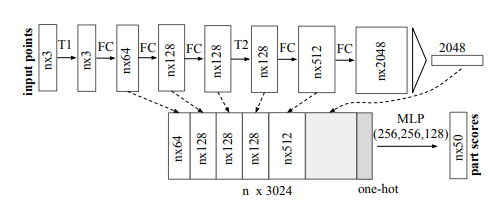 input points
nx3
T1
nx3
FC
nx64
FC
nx128
FC
nx128
T2
nx128
FC
nx512
FC
nx2048
2048
nx64
nx128
nx128
nx128
nx512
MLP
(256,256,128)
nx50
part scores
n x 3024
one-hot